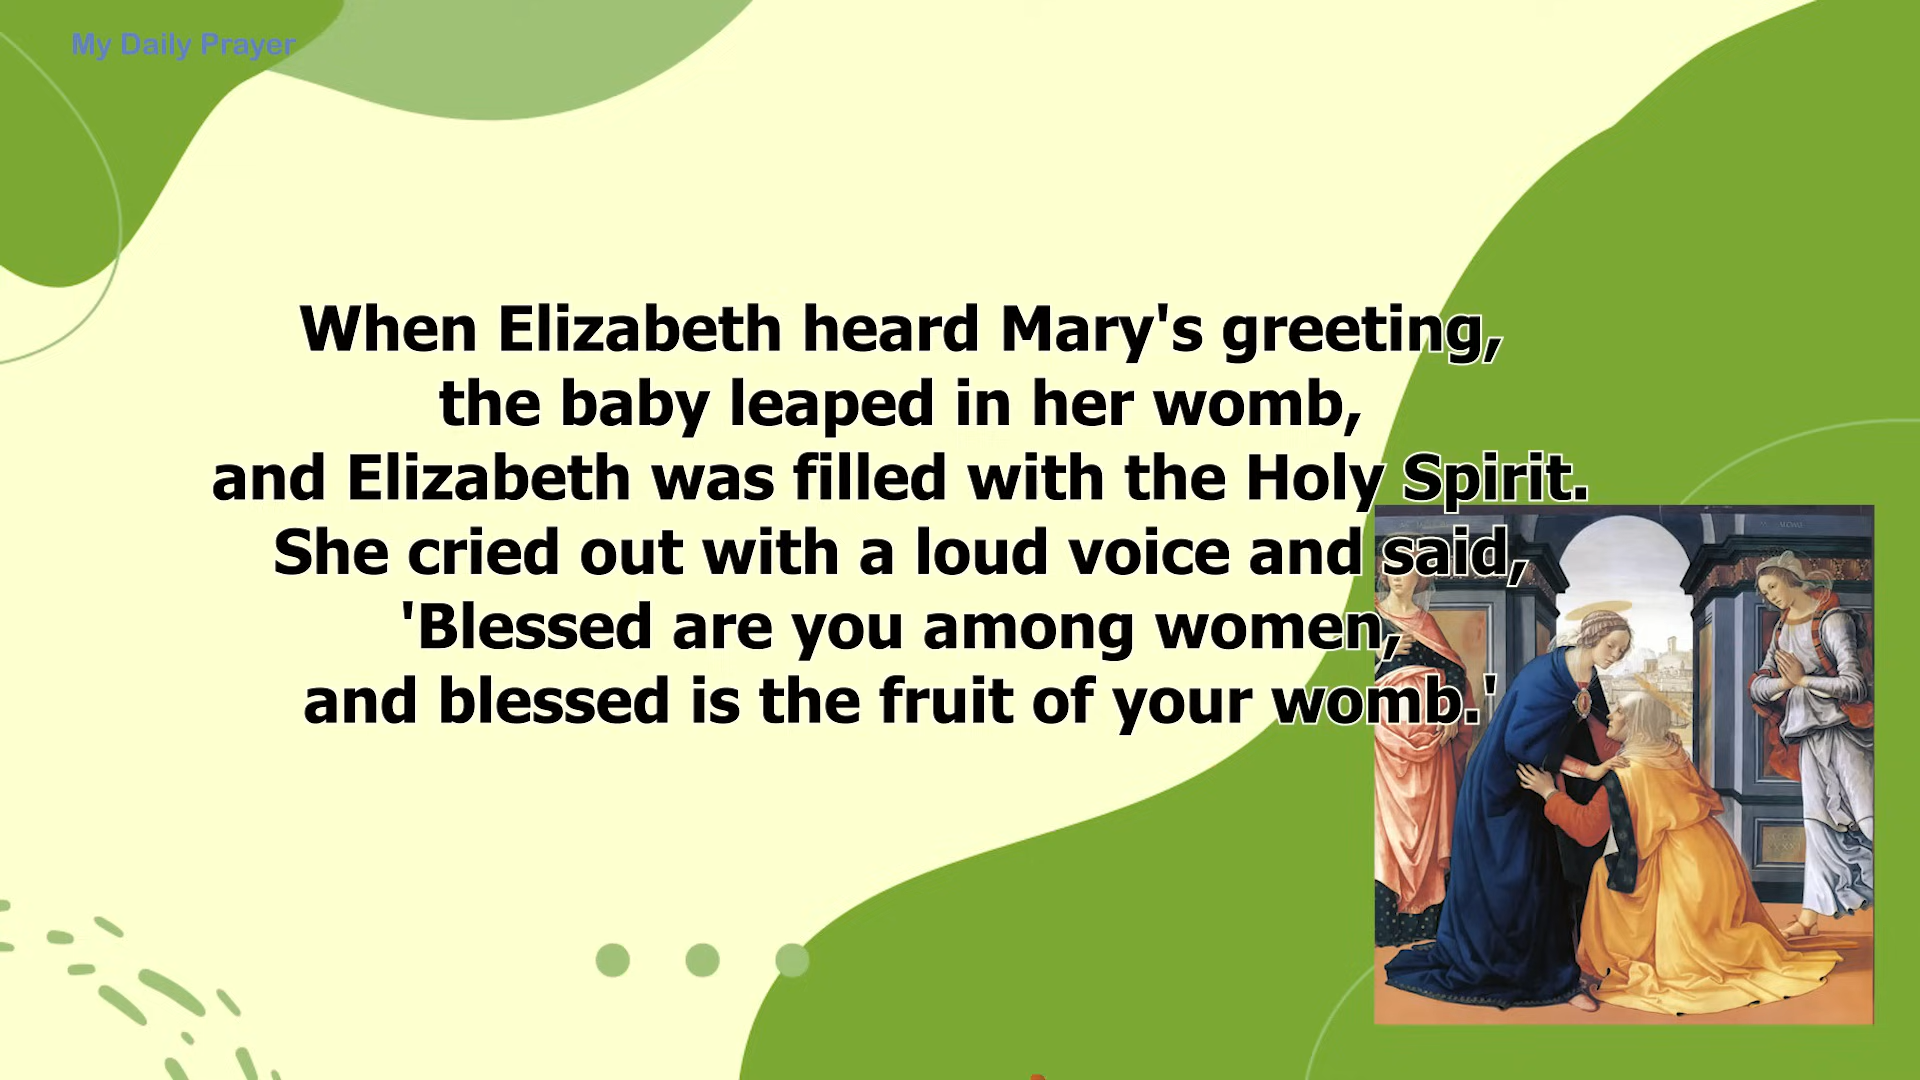 My Daily Prayer
When Elizabeth heard Mary's greeting,
the baby leaped in her womb,
and Elizabeth was filled with the Holy Spirit.
She cried out with a loud voice and said,
'Blessed are you among women,
and blessed is the fruit of your womb.'